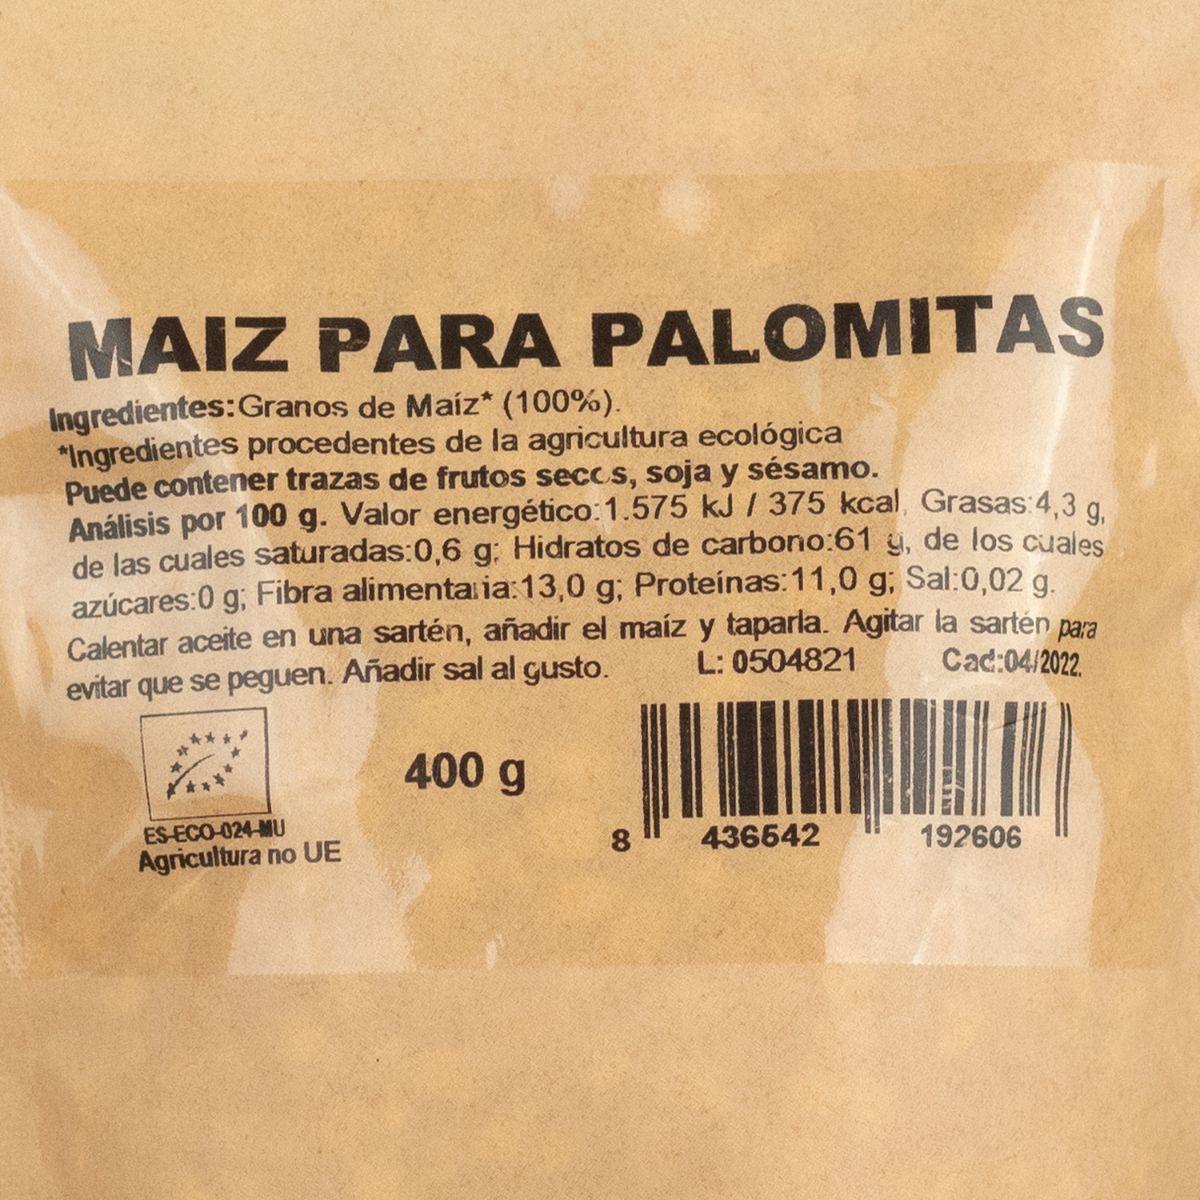 MAIZ PARA PALOMITAS
Ingredientes:Granos de Maíz* (100%).
*Ingredientes procedentes de la agricultura ecológica
Puede contener trazas de frutos secos, soja y sésamo.
Análisis por 100 g. Valor energético:1.575 kJ / 375 kcal, Grasas:4,3 g,
de las cuales saturadas:0,6 g; Hidratos de carbono:61 g, de los cuales
azúcares:0 g; Fibra alimentaria:13,0 g; Proteínas:11,0 g; Sal:0,02 g.
Calentar aceite en una sartén, añadir el maíz y taparla. Agitar la sartén para
evitar que se peguen. Añadir sal al gusto. L: 0504821 Cad:04/2022.
400 g
ES-ECO-024-MU
Agricultura no UE
8 436542 192606